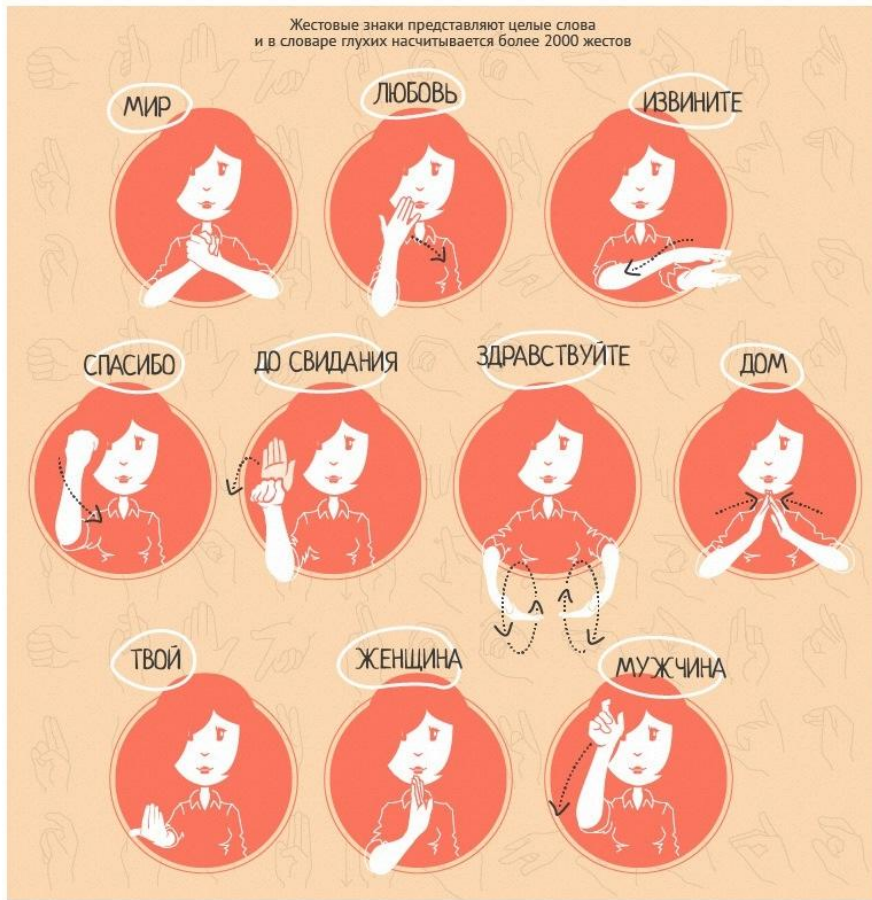 Жестовые знаки представляют целые слова
и в словаре глухих насчитывается более 2000 жестов
МИР
ЛЮБОВЬ
ИЗВИНИТЕ
СПАСИБО
ДО СВИДАНИЯ
ЗДРАВСТВУЙТЕ
ДОМ
ТВОЙ
ЖЕНЩИНА
МУЖЧИНА